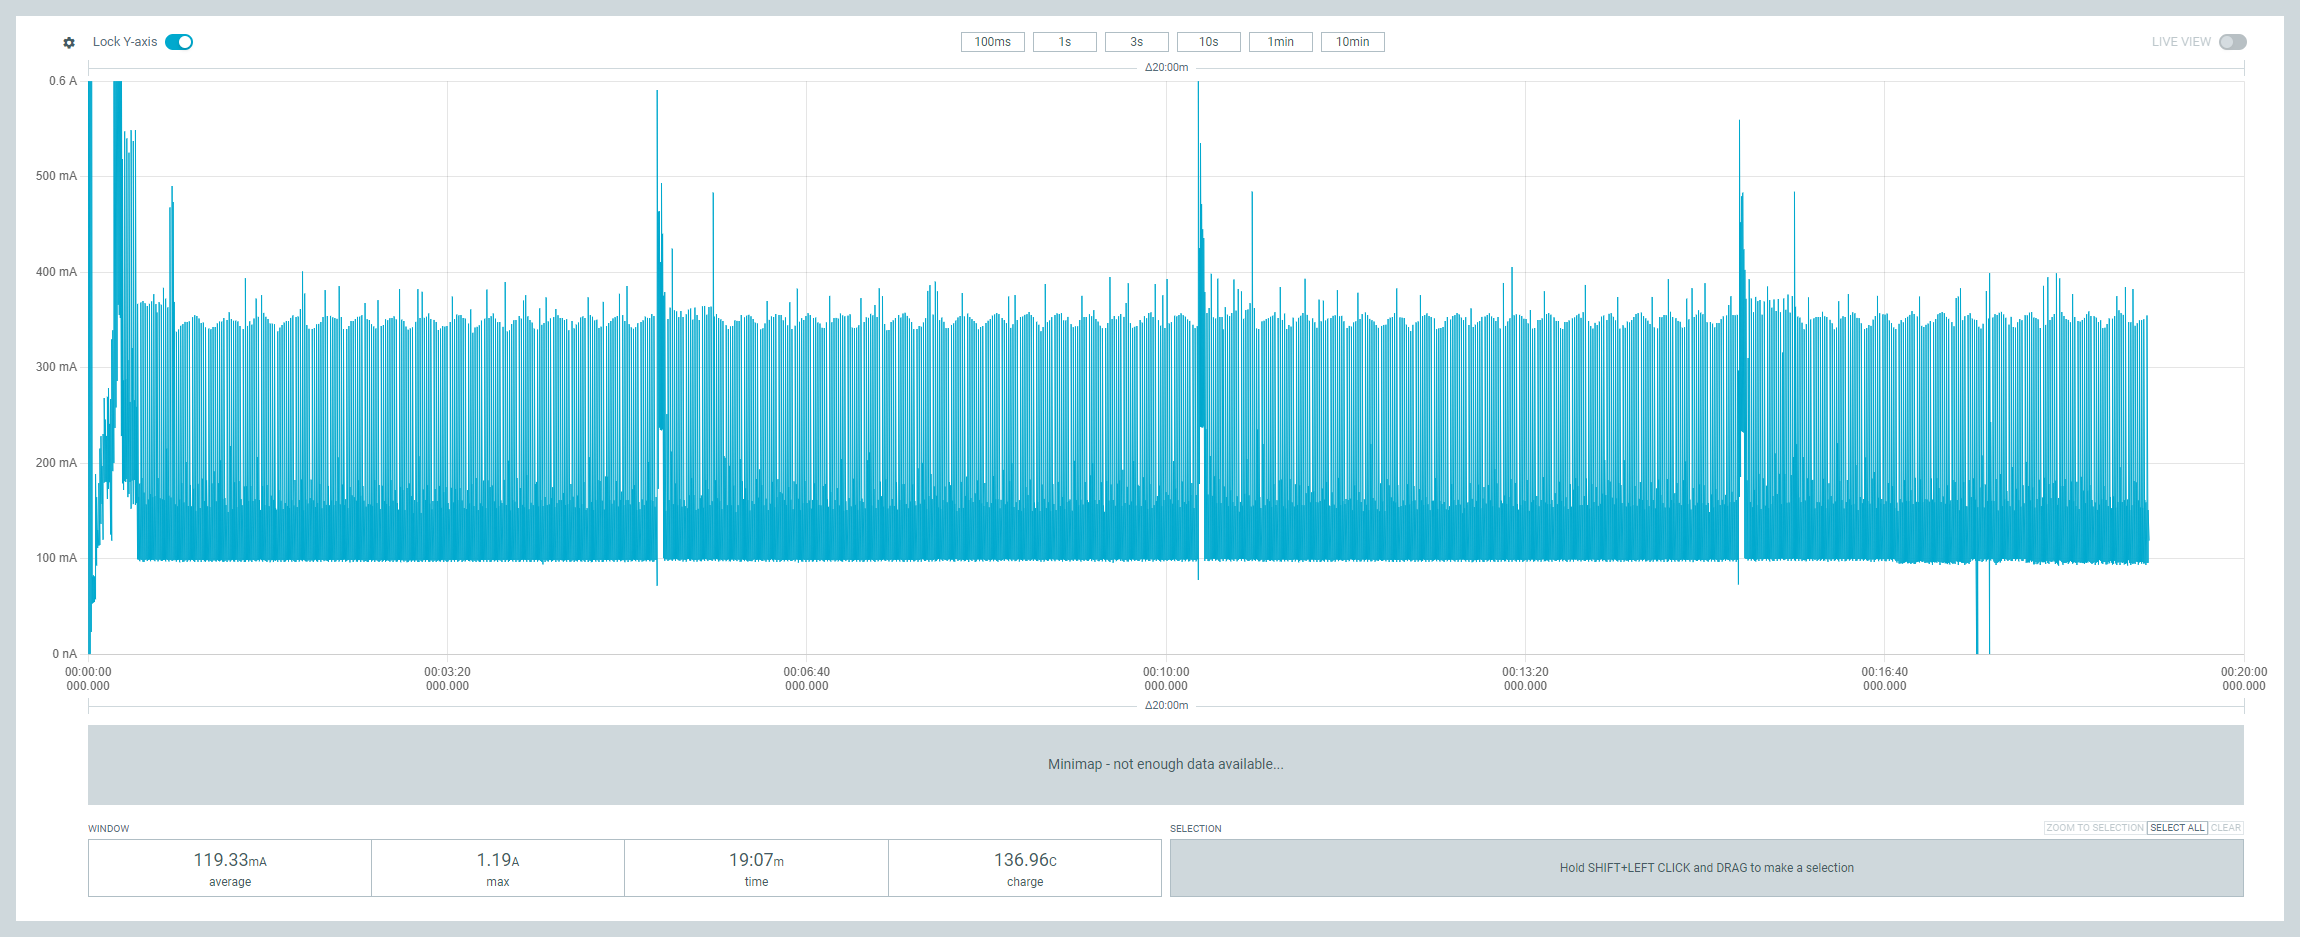 Lock Y-axis
100ms 1s 3s 10s 1min 10min
LIVE VIEW
Δ20:00m
0.6 A
500 mA
400 mA
300 mA
200 mA
100 mA
0 nA
00:00:00 00:03:20 00:06:40 00:10:00 00:13:20 00:16:40 00:20:00
000.000 000.000 000.000 000.000 000.000 000.000 000.000
Δ20:00m
Minimap - not enough data available...
WINDOW
119.33mA 1.19A 19:07m 136.96C
average max time charge
SELECTION
ZOOM TO SELECTION SELECT ALL CLEAR
Hold SHIFT+LEFT CLICK and DRAG to make a selection